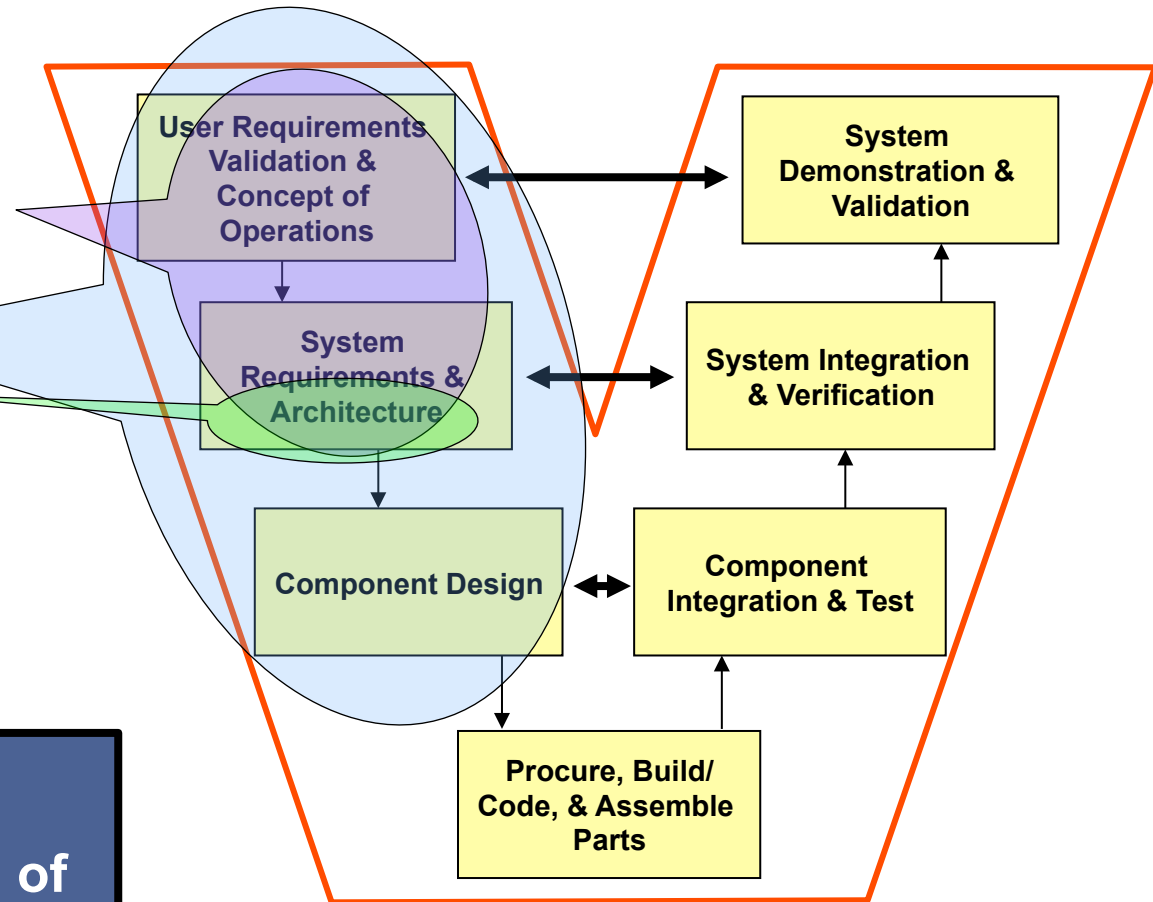 User Requirements
Validation &
Concept of
Operations
System
Demonstration &
Validation
System
Requirements &
Architecture
System Integration
& Verification
Component Design
Component
Integration & Test
Procure, Build/
Code, & Assemble
Parts
of